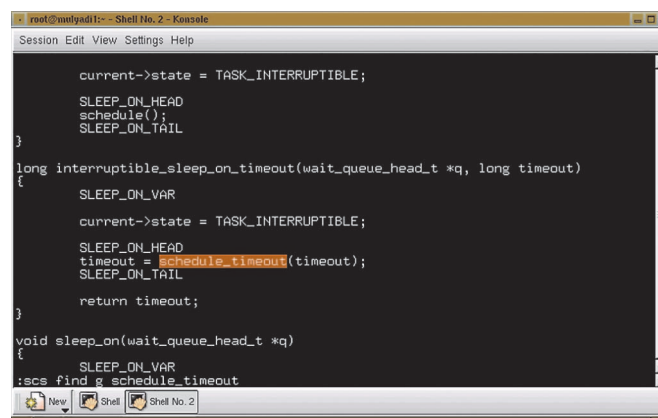 root@mulyadi1:~ - Shell No. 2 - Konsole
Session Edit View Settings Help
current->state = TASK_INTERRUPTIBLE;
SLEEP_ON_HEAD
schedule();
SLEEP_ON_TAIL
}
long interruptible_sleep_on_timeout(wait_queue_head_t *q, long timeout)
{
SLEEP_ON_VAR
current->state = TASK_INTERRUPTIBLE;
SLEEP_ON_HEAD
timeout = schedule_timeout(timeout);
SLEEP_ON_TAIL
return timeout;
}
void sleep_on(wait_queue_head_t *q)
{
SLEEP_ON_VAR
:scs find g schedule_timeout
New Shell Shell No. 2